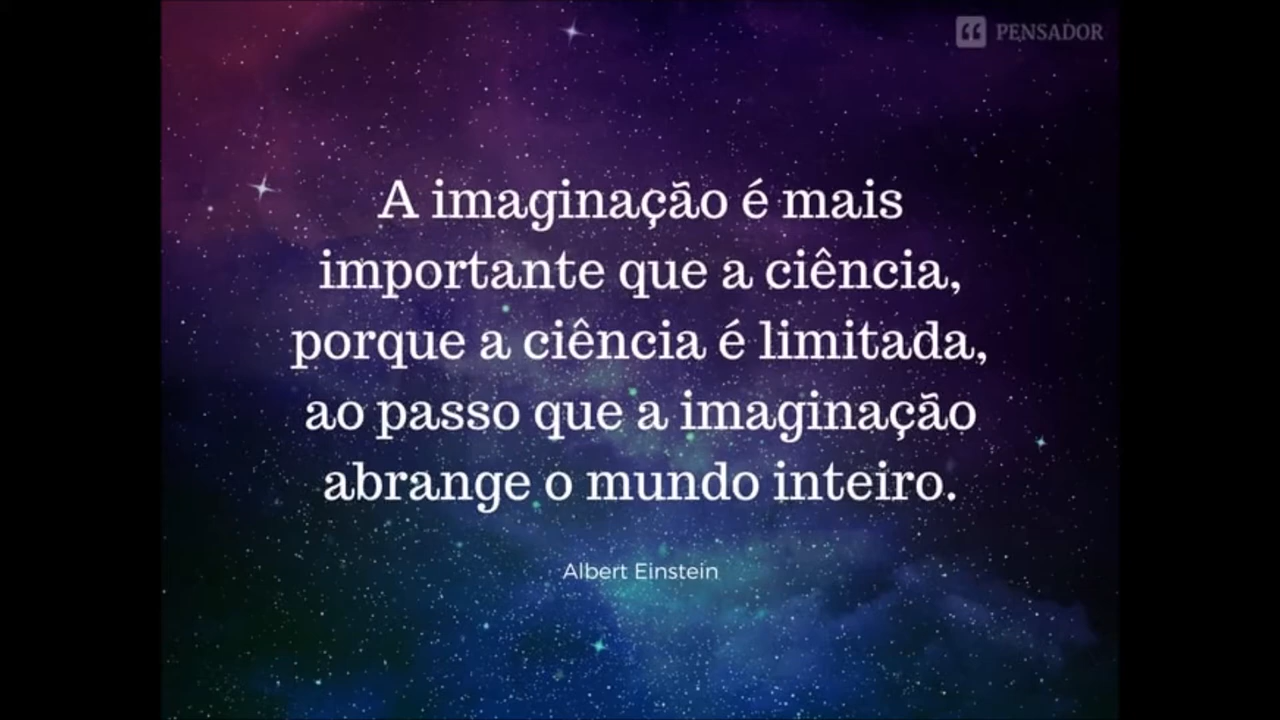 PENSADOR
A imaginação é mais
importante que a ciência,
porque a ciência é limitada,
ao passo que a imaginação
abrange o mundo inteiro.
Albert Einstein